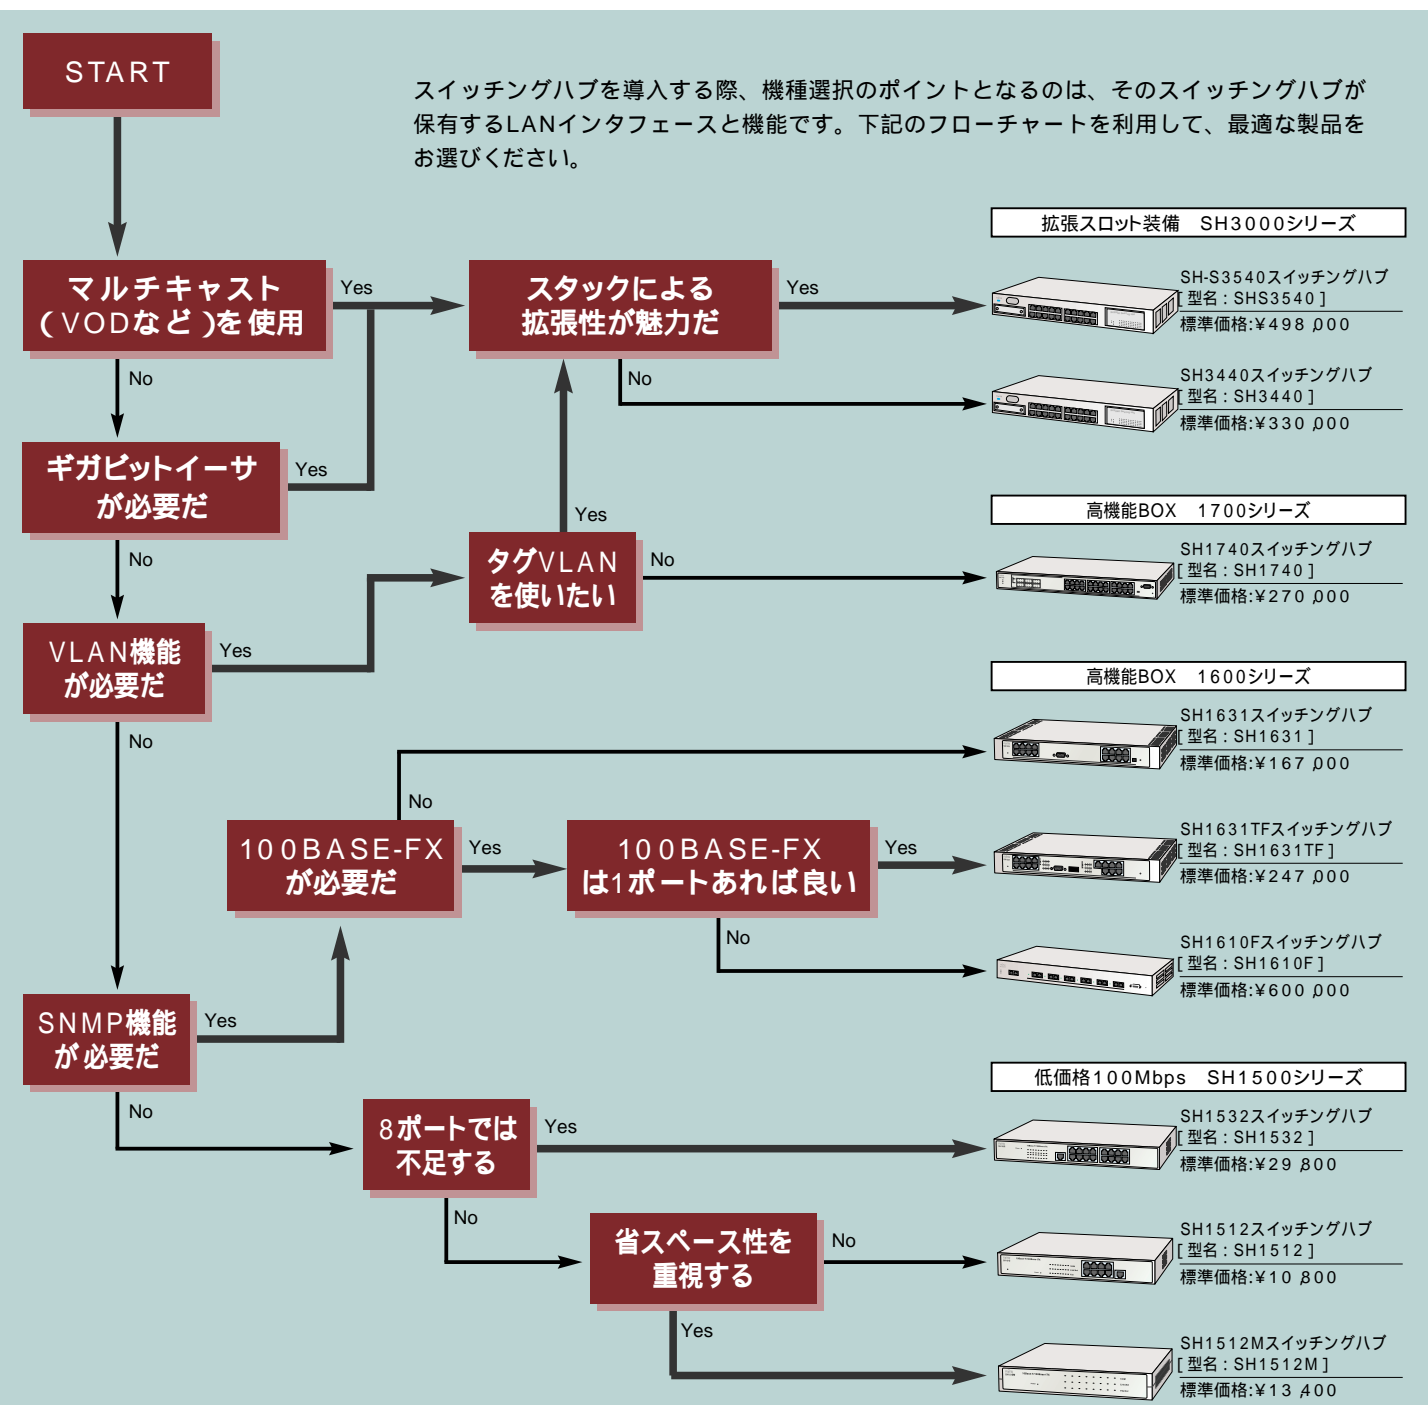 START
スイッチングハブを導入する際、機種選択のポイントとなるのは、そのスイッチングハブが
保有するLANインタフェースと機能です。下記のフローチャートを利用して、最適な製品を
お選びください。
拡張スロット装備 SH3000シリーズ
マルチキャスト
(VODなど)を使用
Yes
スタックによる
拡張性が魅力だ
Yes
SH-S3540スイッチングハブ
[型名:SHS3540]
標準価格:¥498,000
No
No
SH3440スイッチングハブ
[型名:SH3440]
標準価格:¥330,000
ギガビットイーサ
が必要だ
Yes
高機能BOX 1700シリーズ
Yes
No
タグVLAN
を使いたい
No
SH1740スイッチングハブ
[型名:SH1740]
標準価格:¥270,000
VLAN機能
が必要だ
Yes
高機能BOX 1600シリーズ
No
SH1631スイッチングハブ
[型名:SH1631]
標準価格:¥167,000
No
100BASE-FX
が必要だ
Yes
100BASE-FX
は1ポートあれば良い
Yes
SH1631TFスイッチングハブ
[型名:SH1631TF]
標準価格:¥247,000
No
SH1610Fスイッチングハブ
[型名:SH1610F]
標準価格:¥600,000
SNMP機能
が必要だ
Yes
低価格100Mbps SH1500シリーズ
No
8ポートでは
不足する
Yes
SH1532スイッチングハブ
[型名:SH1532]
標準価格:¥29,800
No
省スペース性を
重視する
No
SH1512スイッチングハブ
[型名:SH1512]
標準価格:¥10,800
Yes
SH1512Mスイッチングハブ
[型名:SH1512M]
標準価格:¥13,400